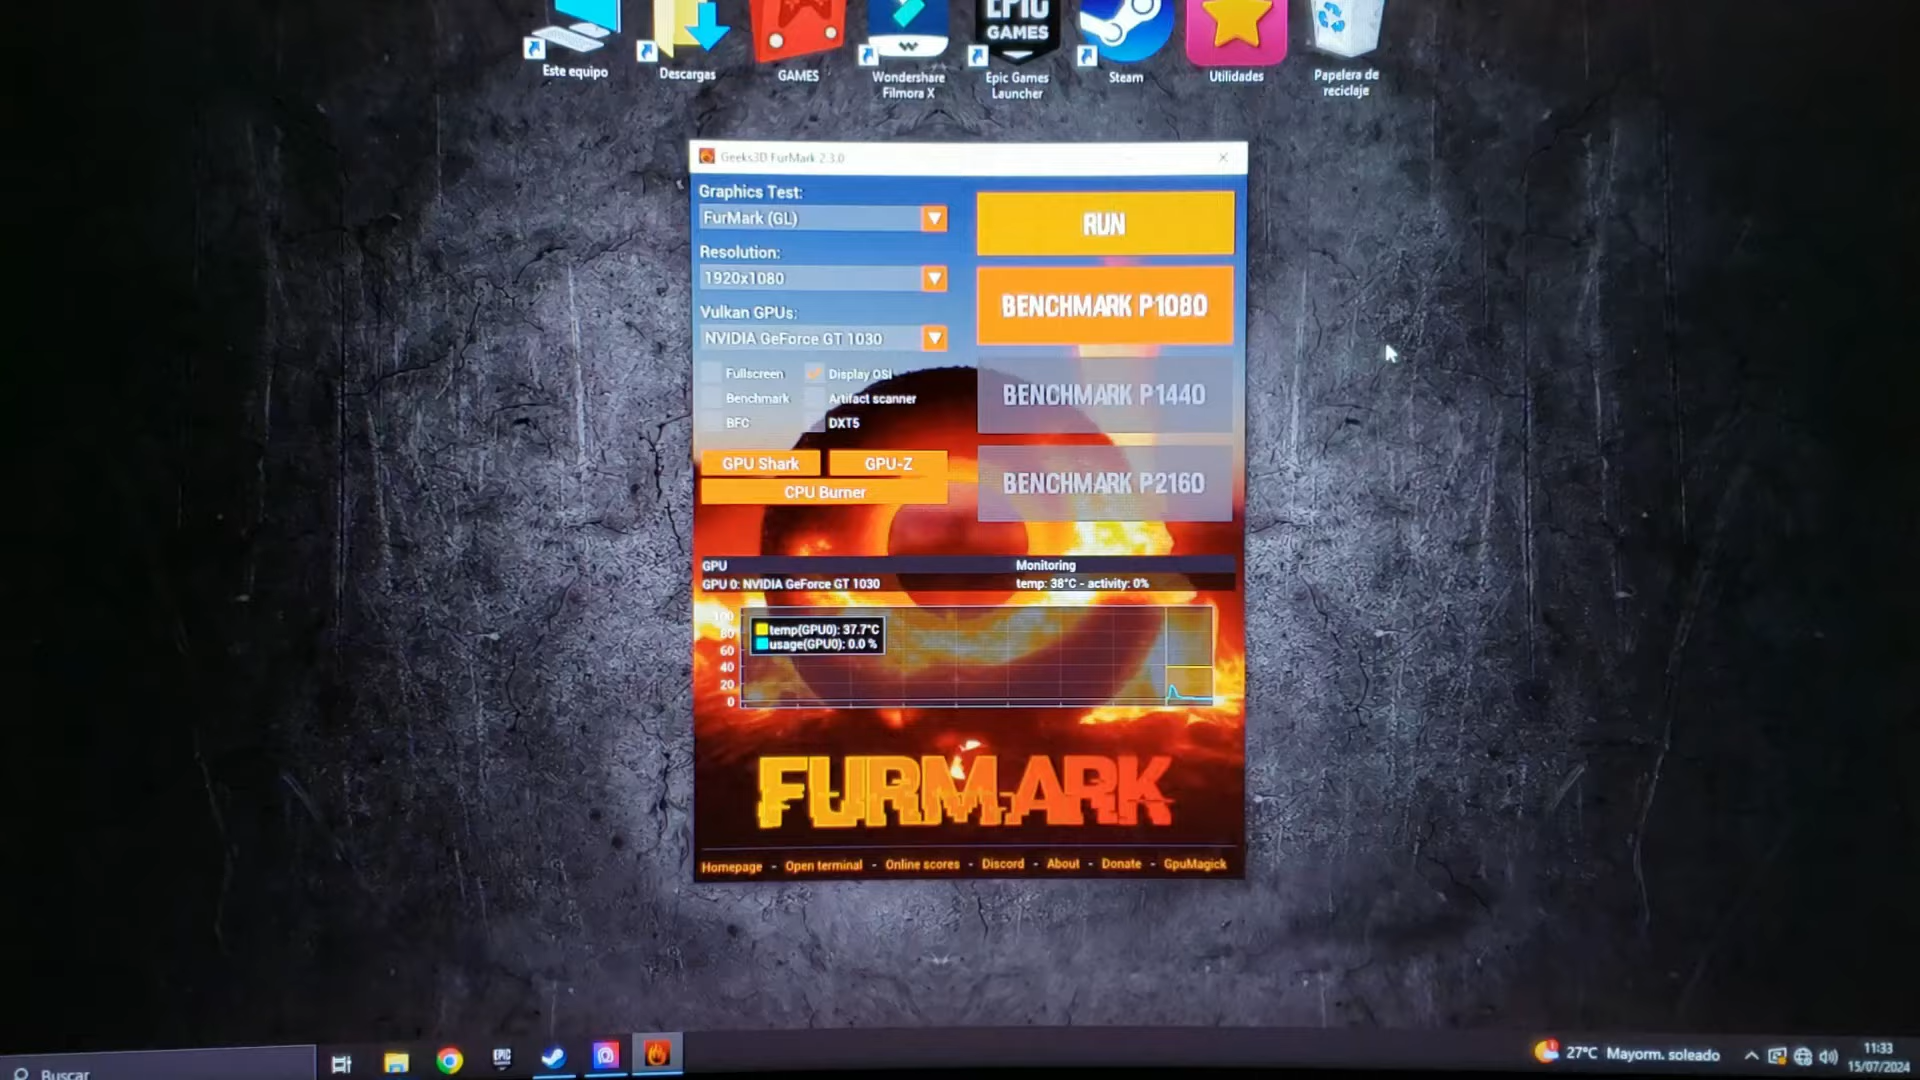 EPIC
GAMES
Este equipo
Descargas
GAMES
Wondershare
Filmora X
Epic Games
Launcher
Steam
Utilidades
Papelera de
reciclaje
Geeks3D FurMark 2.3.0
Graphics Test:
FurMark (GL)
Resolution:
1920x1080
Vulkan GPUs:
NVIDIA GeForce GT 1030
Fullscreen
Display OSI
Benchmark
Artifact scanner
BFC
DXT5
GPU Shark
GPU-Z
CPU Burner
RUN
BENCHMARK P1080
BENCHMARK P1440
BENCHMARK P2160
GPU
Monitoring
GPU 0: NVIDIA GeForce GT 1030
temp: 38°C - activity: 0%
100
80
60
40
20
0
temp(GPU0): 37.7°C
usage(GPU0): 0.0 %
FURMARK
Homepage - Open terminal - Online scores - Discord - About - Donate - GpuMagick
Buscar
EPIC
27°C Mayorm. soleado
11:33
15/07/2024